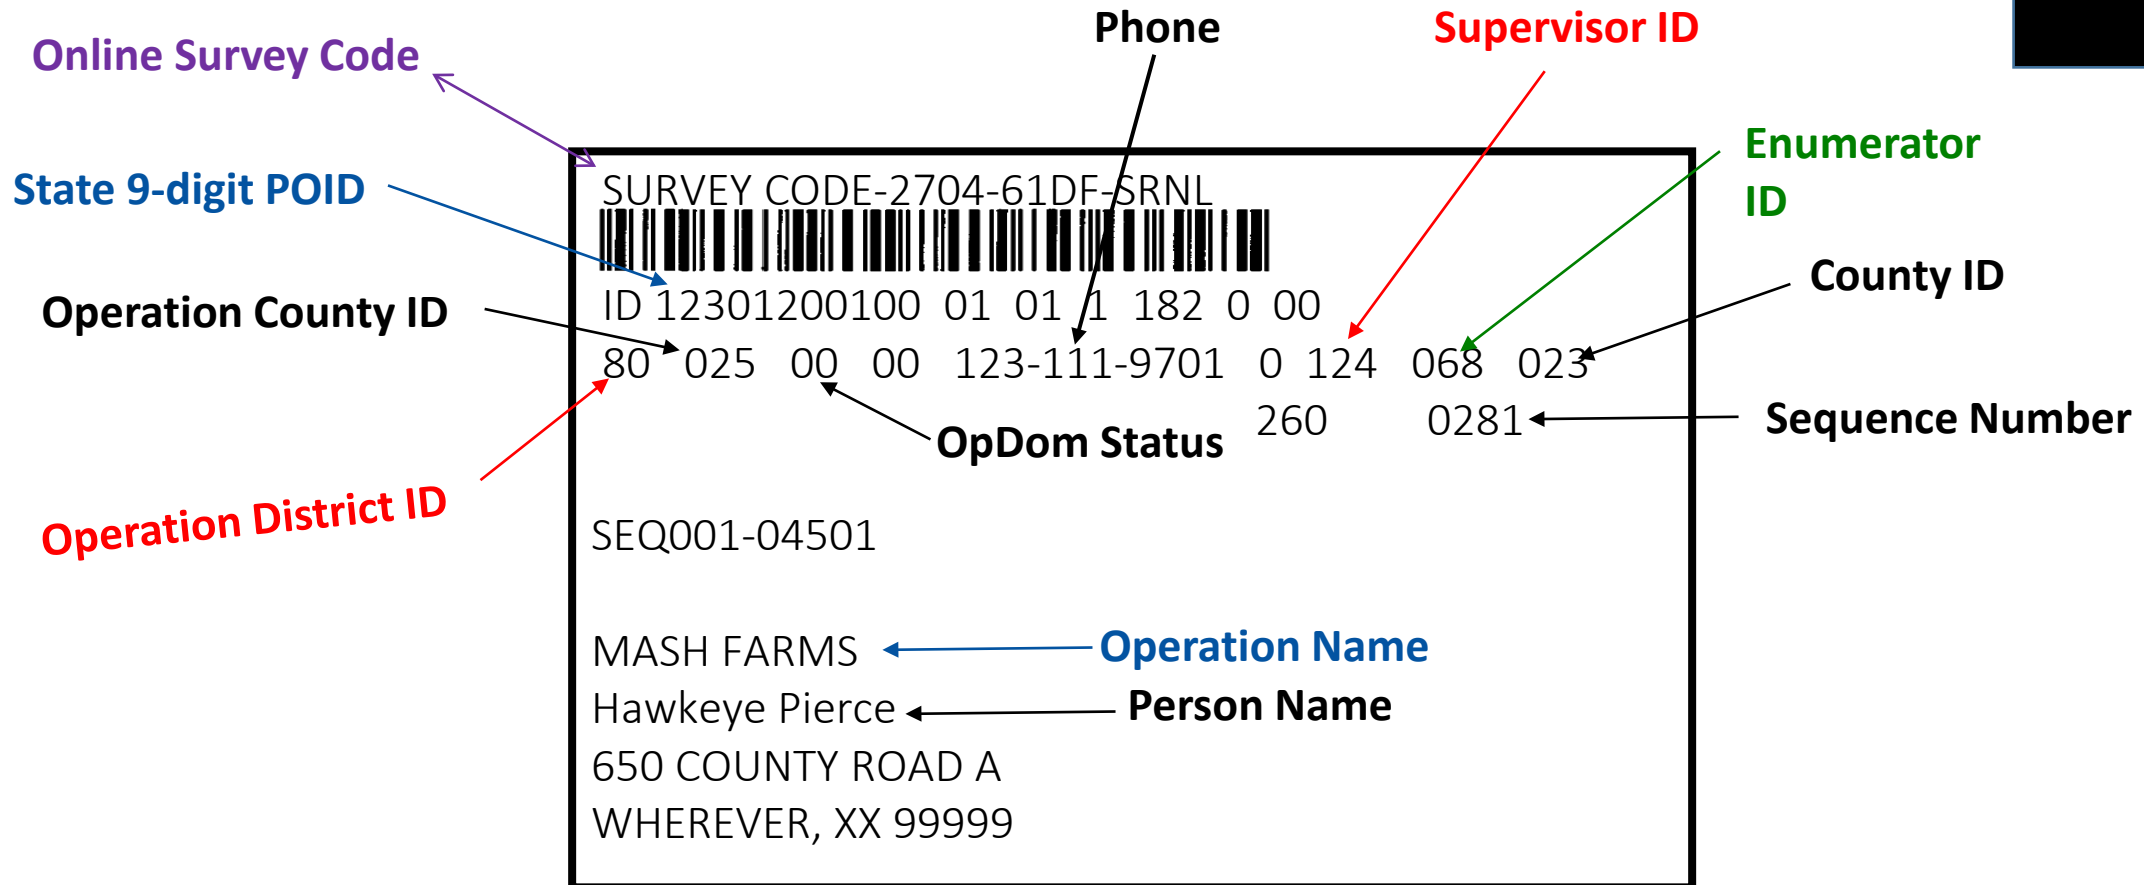 Phone
Supervisor ID
Online Survey Code
Enumerator
ID
State 9-digit POID
SURVEY CODE-2704-61DF-SRNL
County ID
Operation County ID
ID 12301200100 01 01 1 182 0 00
80 025 00 00 123-111-9701 0 124 068 023
260 0281
Sequence Number
OpDom Status
Operation District ID
SEQ001-04501
MASH FARMS
Operation Name
Hawkeye Pierce
Person Name
650 COUNTY ROAD A
WHEREVER, XX 99999